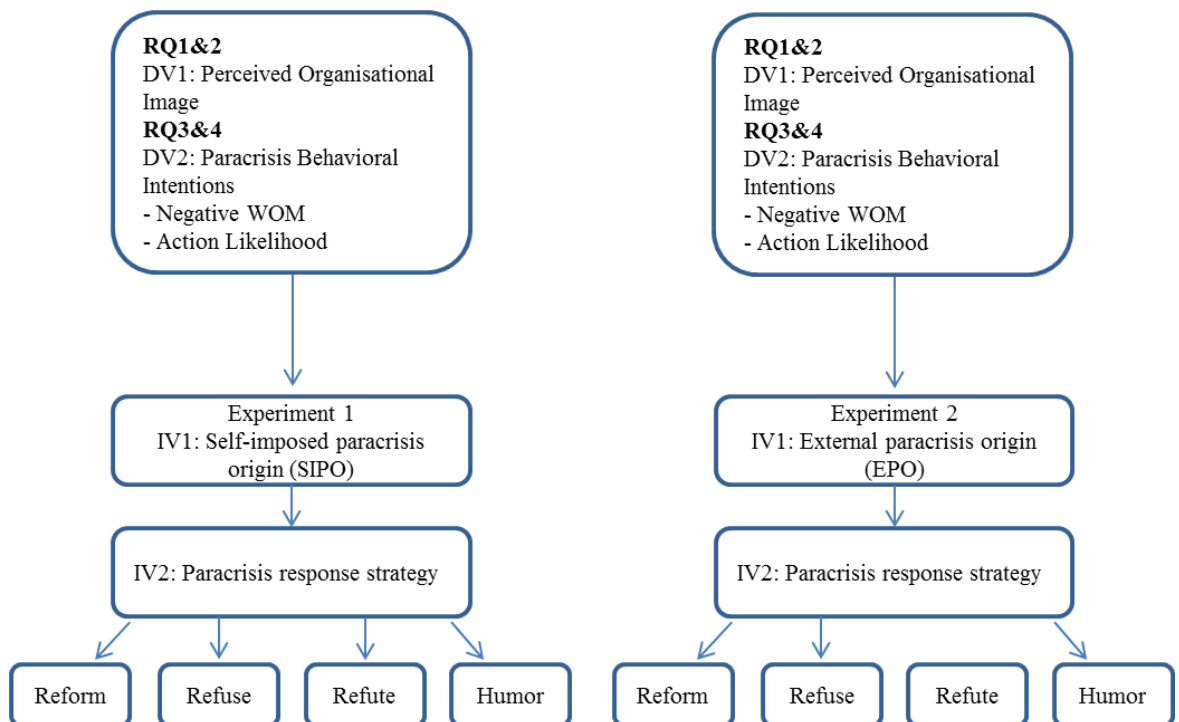 RQ1&2
DV1: Perceived Organisational
Image
RQ3&4
DV2: Paracrisis Behavioral
Intentions
- Negative WOM
- Action Likelihood
Experiment 1
IV1: Self-imposed paracrisis
origin (SIPO)
IV2: Paracrisis response strategy
Reform
Refuse
Refute
Humor
RQ1&2
DV1: Perceived Organisational
Image
RQ3&4
DV2: Paracrisis Behavioral
Intentions
- Negative WOM
- Action Likelihood
Experiment 2
IV1: External paracrisis origin
(EPO)
IV2: Paracrisis response strategy
Reform
Refuse
Refute
Humor